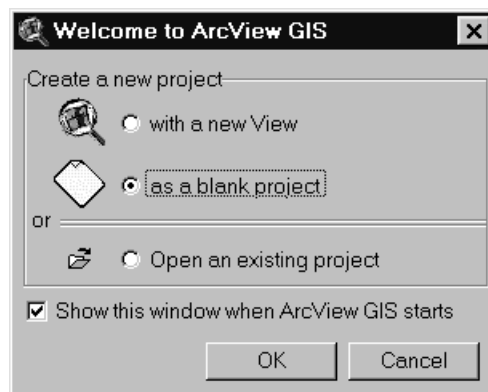 Welcome to ArcView GIS
Create a new project
with a new View
as a blank project
or
Open an existing project
Show this window when ArcView GIS starts
OK Cancel